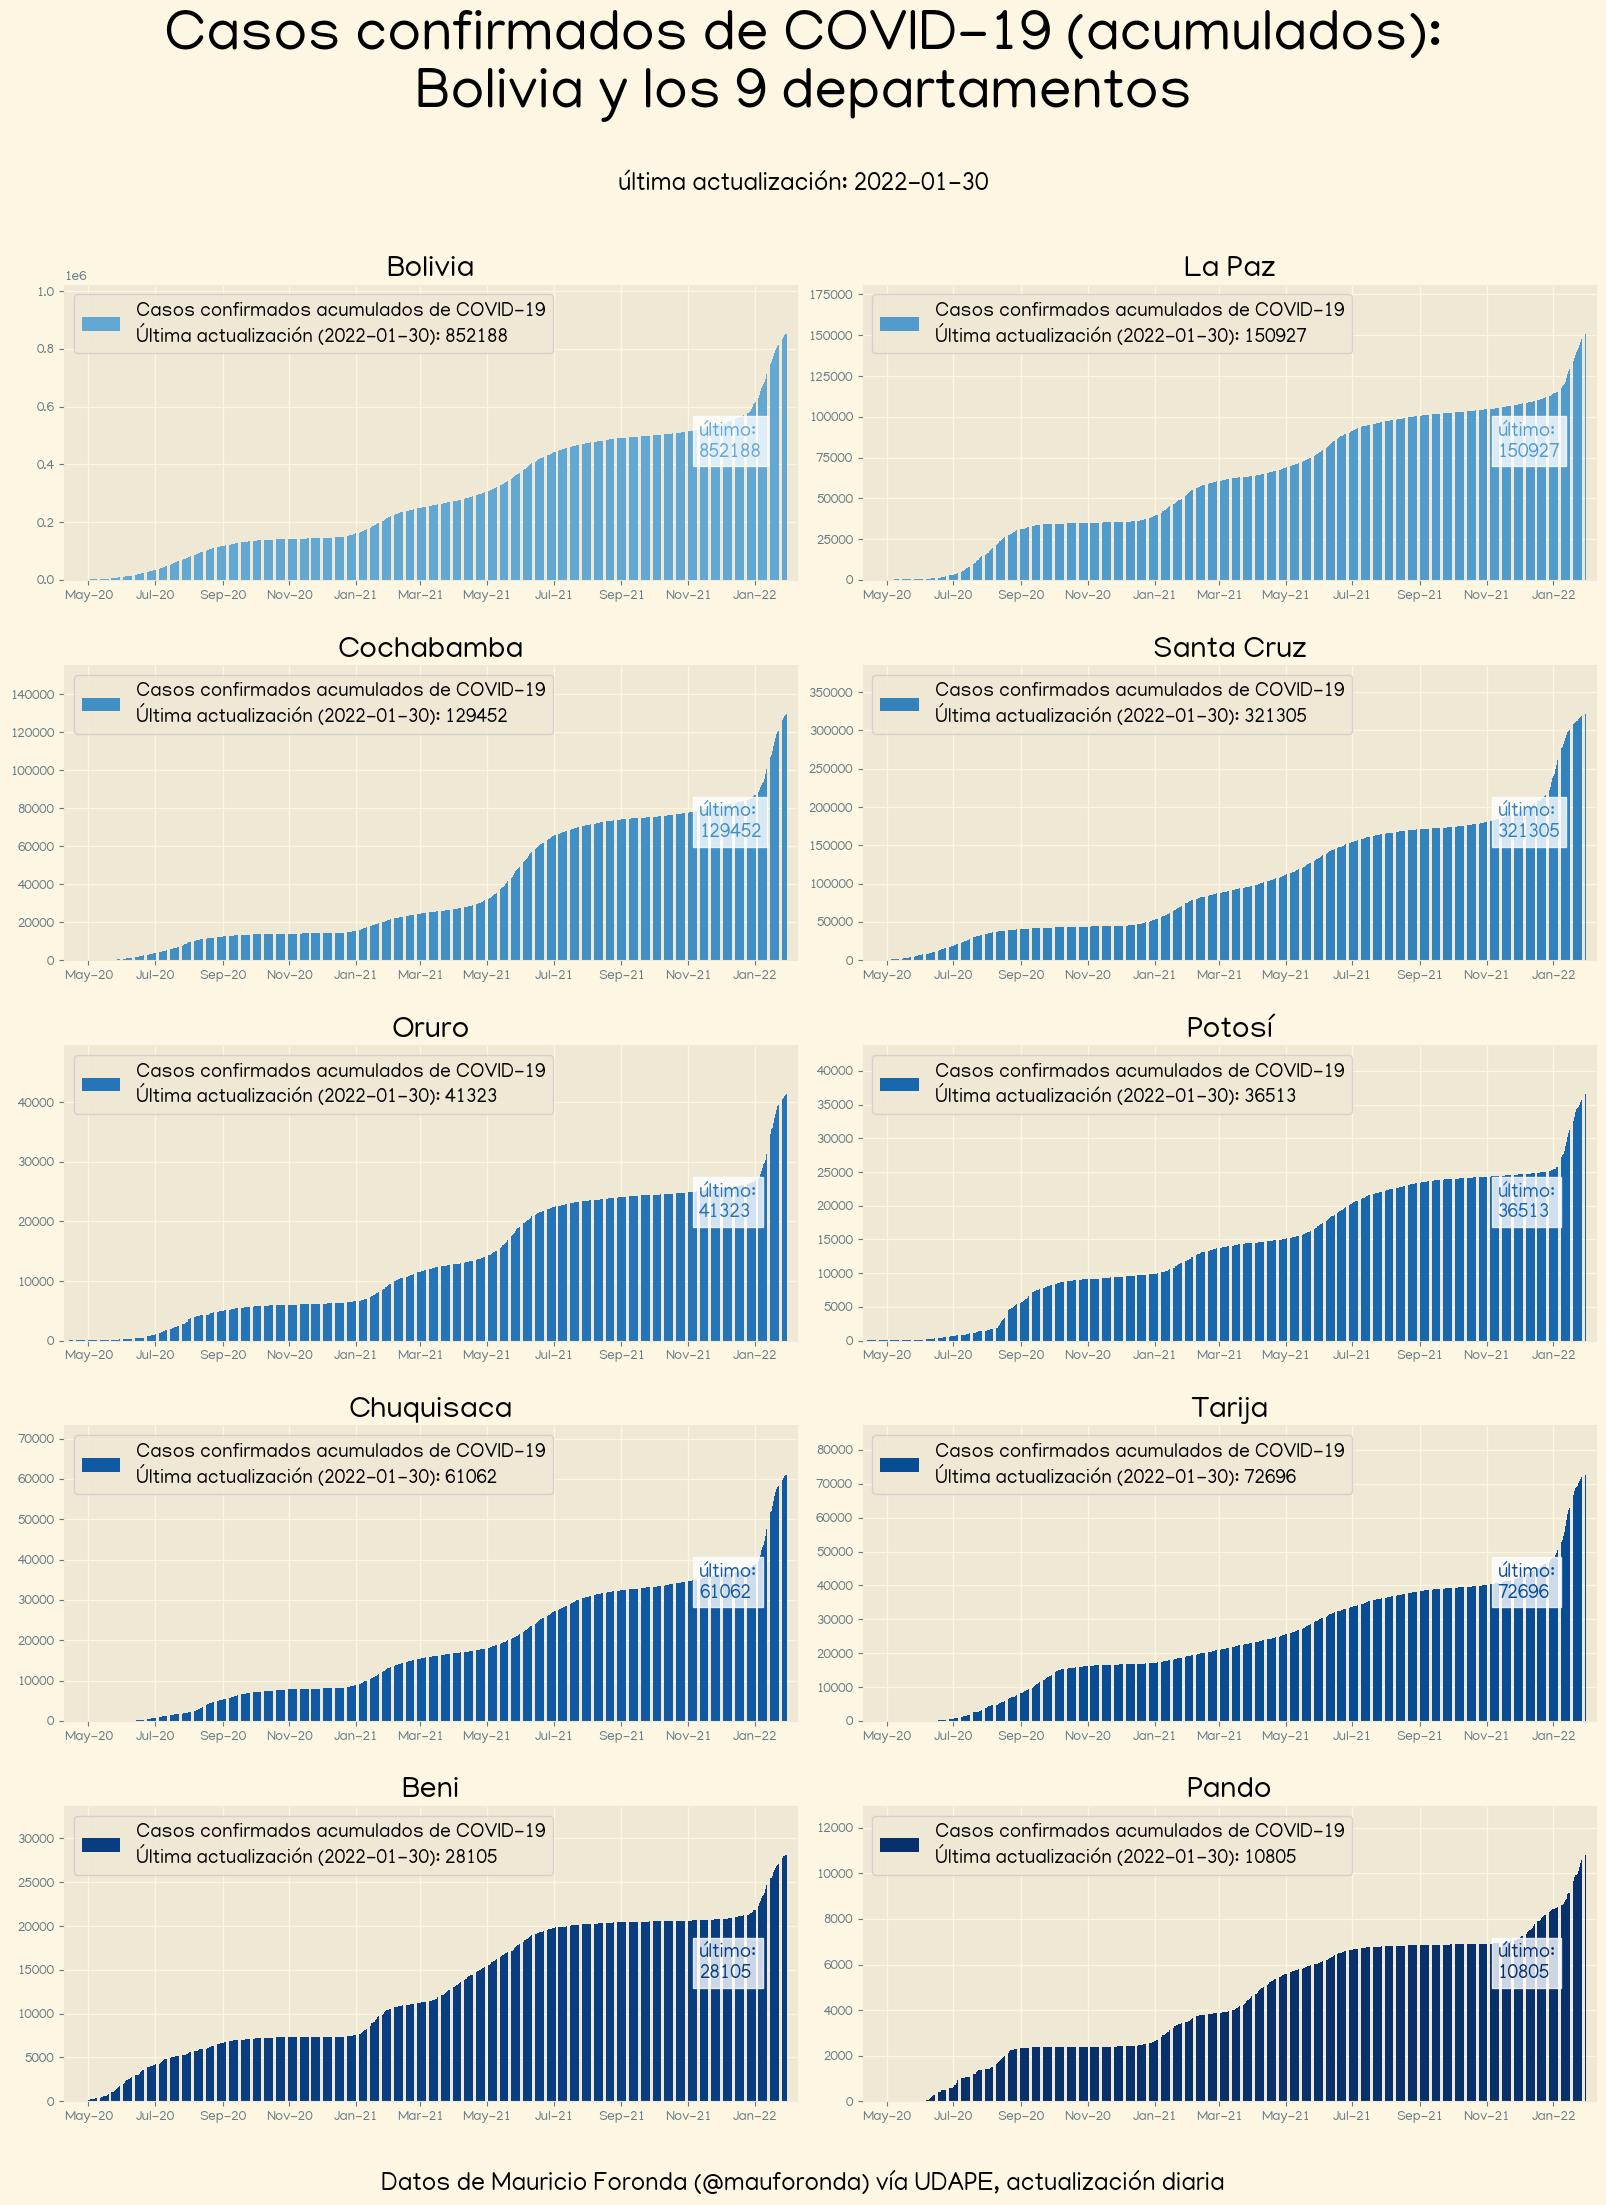 Casos confirmados de COVID-19 (acumulados):
Bolivia y los 9 departamentos
última actualización: 2022-01-30
Bolivia
1e6
1.0
0.8
0.6
0.4
0.2
0.0
Casos confirmados acumulados de COVID-19
Última actualización (2022-01-30): 852188
último:
852188
May-20 Jul-20 Sep-20 Nov-20 Jan-21 Mar-21 May-21 Jul-21 Sep-21 Nov-21 Jan-22
La Paz
175000
150000
125000
100000
75000
50000
25000
0
Casos confirmados acumulados de COVID-19
Última actualización (2022-01-30): 150927
último:
150927
May-20 Jul-20 Sep-20 Nov-20 Jan-21 Mar-21 May-21 Jul-21 Sep-21 Nov-21 Jan-22
Cochabamba
140000
120000
100000
80000
60000
40000
20000
0
Casos confirmados acumulados de COVID-19
Última actualización (2022-01-30): 129452
último:
129452
May-20 Jul-20 Sep-20 Nov-20 Jan-21 Mar-21 May-21 Jul-21 Sep-21 Nov-21 Jan-22
Santa Cruz
350000
300000
250000
200000
150000
100000
50000
0
Casos confirmados acumulados de COVID-19
Última actualización (2022-01-30): 321305
último:
321305
May-20 Jul-20 Sep-20 Nov-20 Jan-21 Mar-21 May-21 Jul-21 Sep-21 Nov-21 Jan-22
Oruro
40000
30000
20000
10000
0
Casos confirmados acumulados de COVID-19
Última actualización (2022-01-30): 41323
último:
41323
May-20 Jul-20 Sep-20 Nov-20 Jan-21 Mar-21 May-21 Jul-21 Sep-21 Nov-21 Jan-22
Potosí
40000
35000
30000
25000
20000
15000
10000
5000
0
Casos confirmados acumulados de COVID-19
Última actualización (2022-01-30): 36513
último:
36513
May-20 Jul-20 Sep-20 Nov-20 Jan-21 Mar-21 May-21 Jul-21 Sep-21 Nov-21 Jan-22
Chuquisaca
70000
60000
50000
40000
30000
20000
10000
0
Casos confirmados acumulados de COVID-19
Última actualización (2022-01-30): 61062
último:
61062
May-20 Jul-20 Sep-20 Nov-20 Jan-21 Mar-21 May-21 Jul-21 Sep-21 Nov-21 Jan-22
Tarija
80000
70000
60000
50000
40000
30000
20000
10000
0
Casos confirmados acumulados de COVID-19
Última actualización (2022-01-30): 72696
último:
72696
May-20 Jul-20 Sep-20 Nov-20 Jan-21 Mar-21 May-21 Jul-21 Sep-21 Nov-21 Jan-22
Beni
30000
25000
20000
15000
10000
5000
0
Casos confirmados acumulados de COVID-19
Última actualización (2022-01-30): 28105
último:
28105
May-20 Jul-20 Sep-20 Nov-20 Jan-21 Mar-21 May-21 Jul-21 Sep-21 Nov-21 Jan-22
Pando
12000
10000
8000
6000
4000
2000
0
Casos confirmados acumulados de COVID-19
Última actualización (2022-01-30): 10805
último:
10805
May-20 Jul-20 Sep-20 Nov-20 Jan-21 Mar-21 May-21 Jul-21 Sep-21 Nov-21 Jan-22
Datos de Mauricio Foronda (@mauforonda) vía UDAPE, actualización diaria